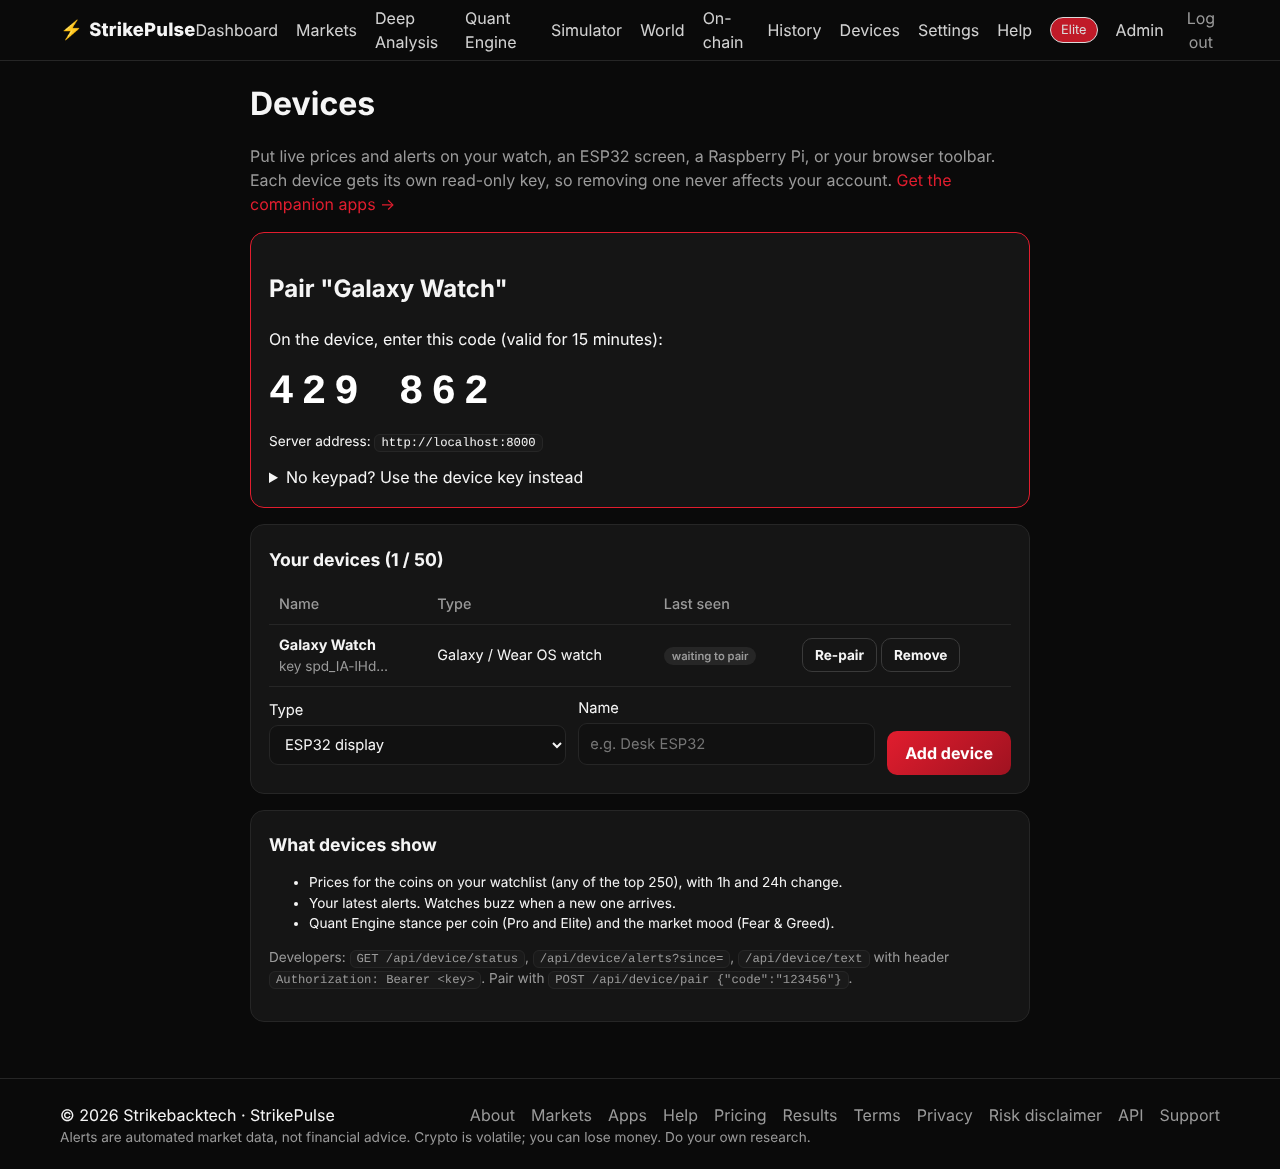 ⚡ StrikePulse Dashboard Markets Deep Analysis Quant Engine Simulator World On-chain History Devices Settings Help Elite Admin Log out
Devices
Put live prices and alerts on your watch, an ESP32 screen, a Raspberry Pi, or your browser toolbar.
Each device gets its own read-only key, so removing one never affects your account. Get the
companion apps →
Pair "Galaxy Watch"
On the device, enter this code (valid for 15 minutes):
429 862
Server address: http://localhost:8000
▶ No keypad? Use the device key instead
Your devices (1 / 50)
Name Type Last seen
Galaxy Watch
key spd_IA-IHd...
Galaxy / Wear OS watch waiting to pair Re-pair Remove
Type Name
ESP32 display e.g. Desk ESP32 Add device
What devices show
• Prices for the coins on your watchlist (any of the top 250), with 1h and 24h change.
• Your latest alerts. Watches buzz when a new one arrives.
• Quant Engine stance per coin (Pro and Elite) and the market mood (Fear & Greed).
Developers: GET /api/device/status, /api/device/alerts?since=, /api/device/text with header
Authorization: Bearer <key>. Pair with POST /api/device/pair {"code":"123456"}.
© 2026 Strikebacktech · StrikePulse About Markets Apps Help Pricing Results Terms Privacy Risk disclaimer API Support
Alerts are automated market data, not financial advice. Crypto is volatile; you can lose money. Do your own research.